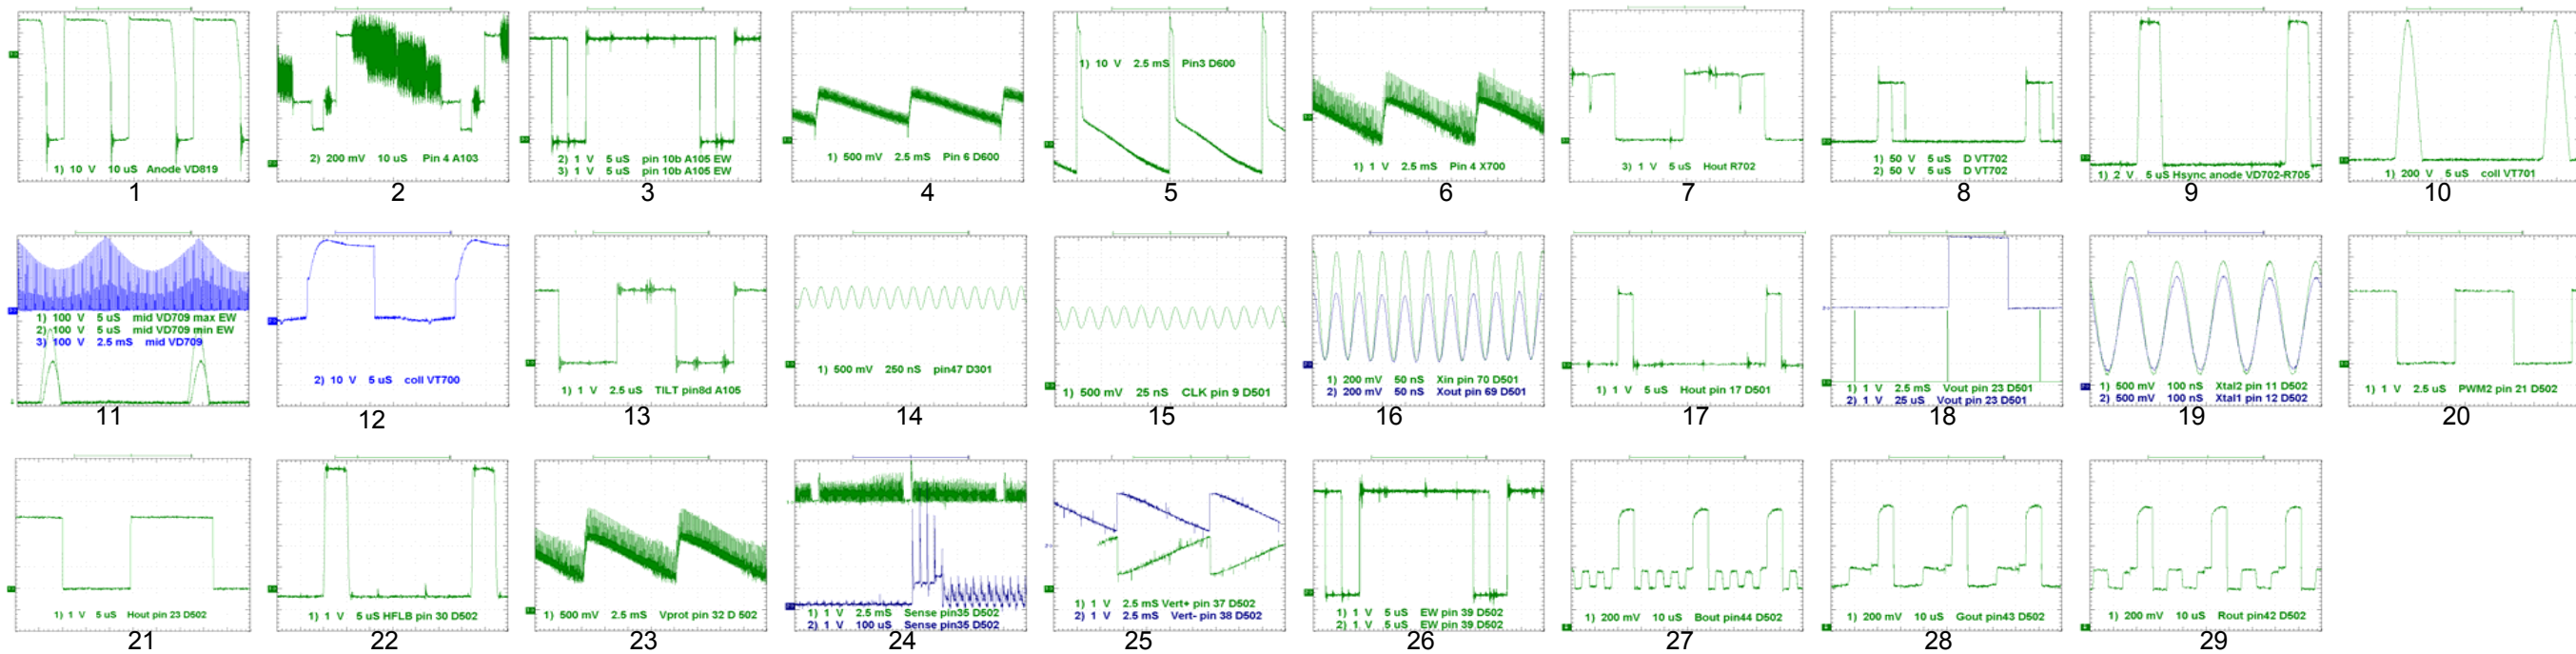 1) 10 V 10 uS Anode VD819
1
2) 200 mV 10 uS Pin 4 A103
2
2) 1 V 5 uS pin 10b A105 EW
3) 1 V 5 uS pin 10b A105 EW
3
1) 500 mV 2.5 mS Pin 6 D600
4
1) 10 V 2.5 mS Pin3 D600
5
1) 1 V 2.5 mS Pin 4 X700
6
3) 1 V 5 uS Hout R702
7
1) 50 V 5 uS D VT702
2) 50 V 5 uS D VT702
8
1) 2 V 5 uS Hsync anode VD702-R705
9
1) 200 V 5 uS coll VT701
10
1) 100 V 5 uS mid VD709 max EW
2) 100 V 5 uS mid VD709 min EW
3) 100 V 2.5 mS mid VD709
11
2) 10 V 5 uS coll VT700
12
1) 1 V 2.5 uS TILT pin8d A105
13
1) 500 mV 250 nS pin47 D301
14
1) 500 mV 25 nS CLK pin 9 D501
15
1) 200 mV 50 nS Xin pin 70 D501
2) 200 mV 50 nS Xout pin 69 D501
16
1) 1 V 5 uS Hout pin 17 D501
17
1) 1 V 2.5 mS Vout pin 23 D501
2) 1 V 25 uS Vout pin 23 D501
18
1) 500 mV 100 nS Xtal2 pin 11 D502
2) 500 mV 100 nS Xtal1 pin 12 D502
19
1) 1 V 2.5 uS PWM2 pin 21 D502
20
1) 1 V 5 uS Hout pin 23 D502
21
1) 1 V 5 uS HFLB pin 30 D502
22
1) 500 mV 2.5 mS Vprot pin 32 D 502
23
1) 1 V 2.5 mS Sense pin35 D502
2) 1 V 100 uS Sense pin35 D502
24
1) 1 V 2.5 mS Vert+ pin 37 D502
2) 1 V 2.5 mS Vert- pin 38 D502
25
1) 1 V 5 uS EW pin 39 D502
2) 1 V 5 uS EW pin 39 D502
26
1) 200 mV 10 uS Bout pin44 D502
27
1) 200 mV 10 uS Gout pin43 D502
28
1) 200 mV 10 uS Rout pin42 D502
29